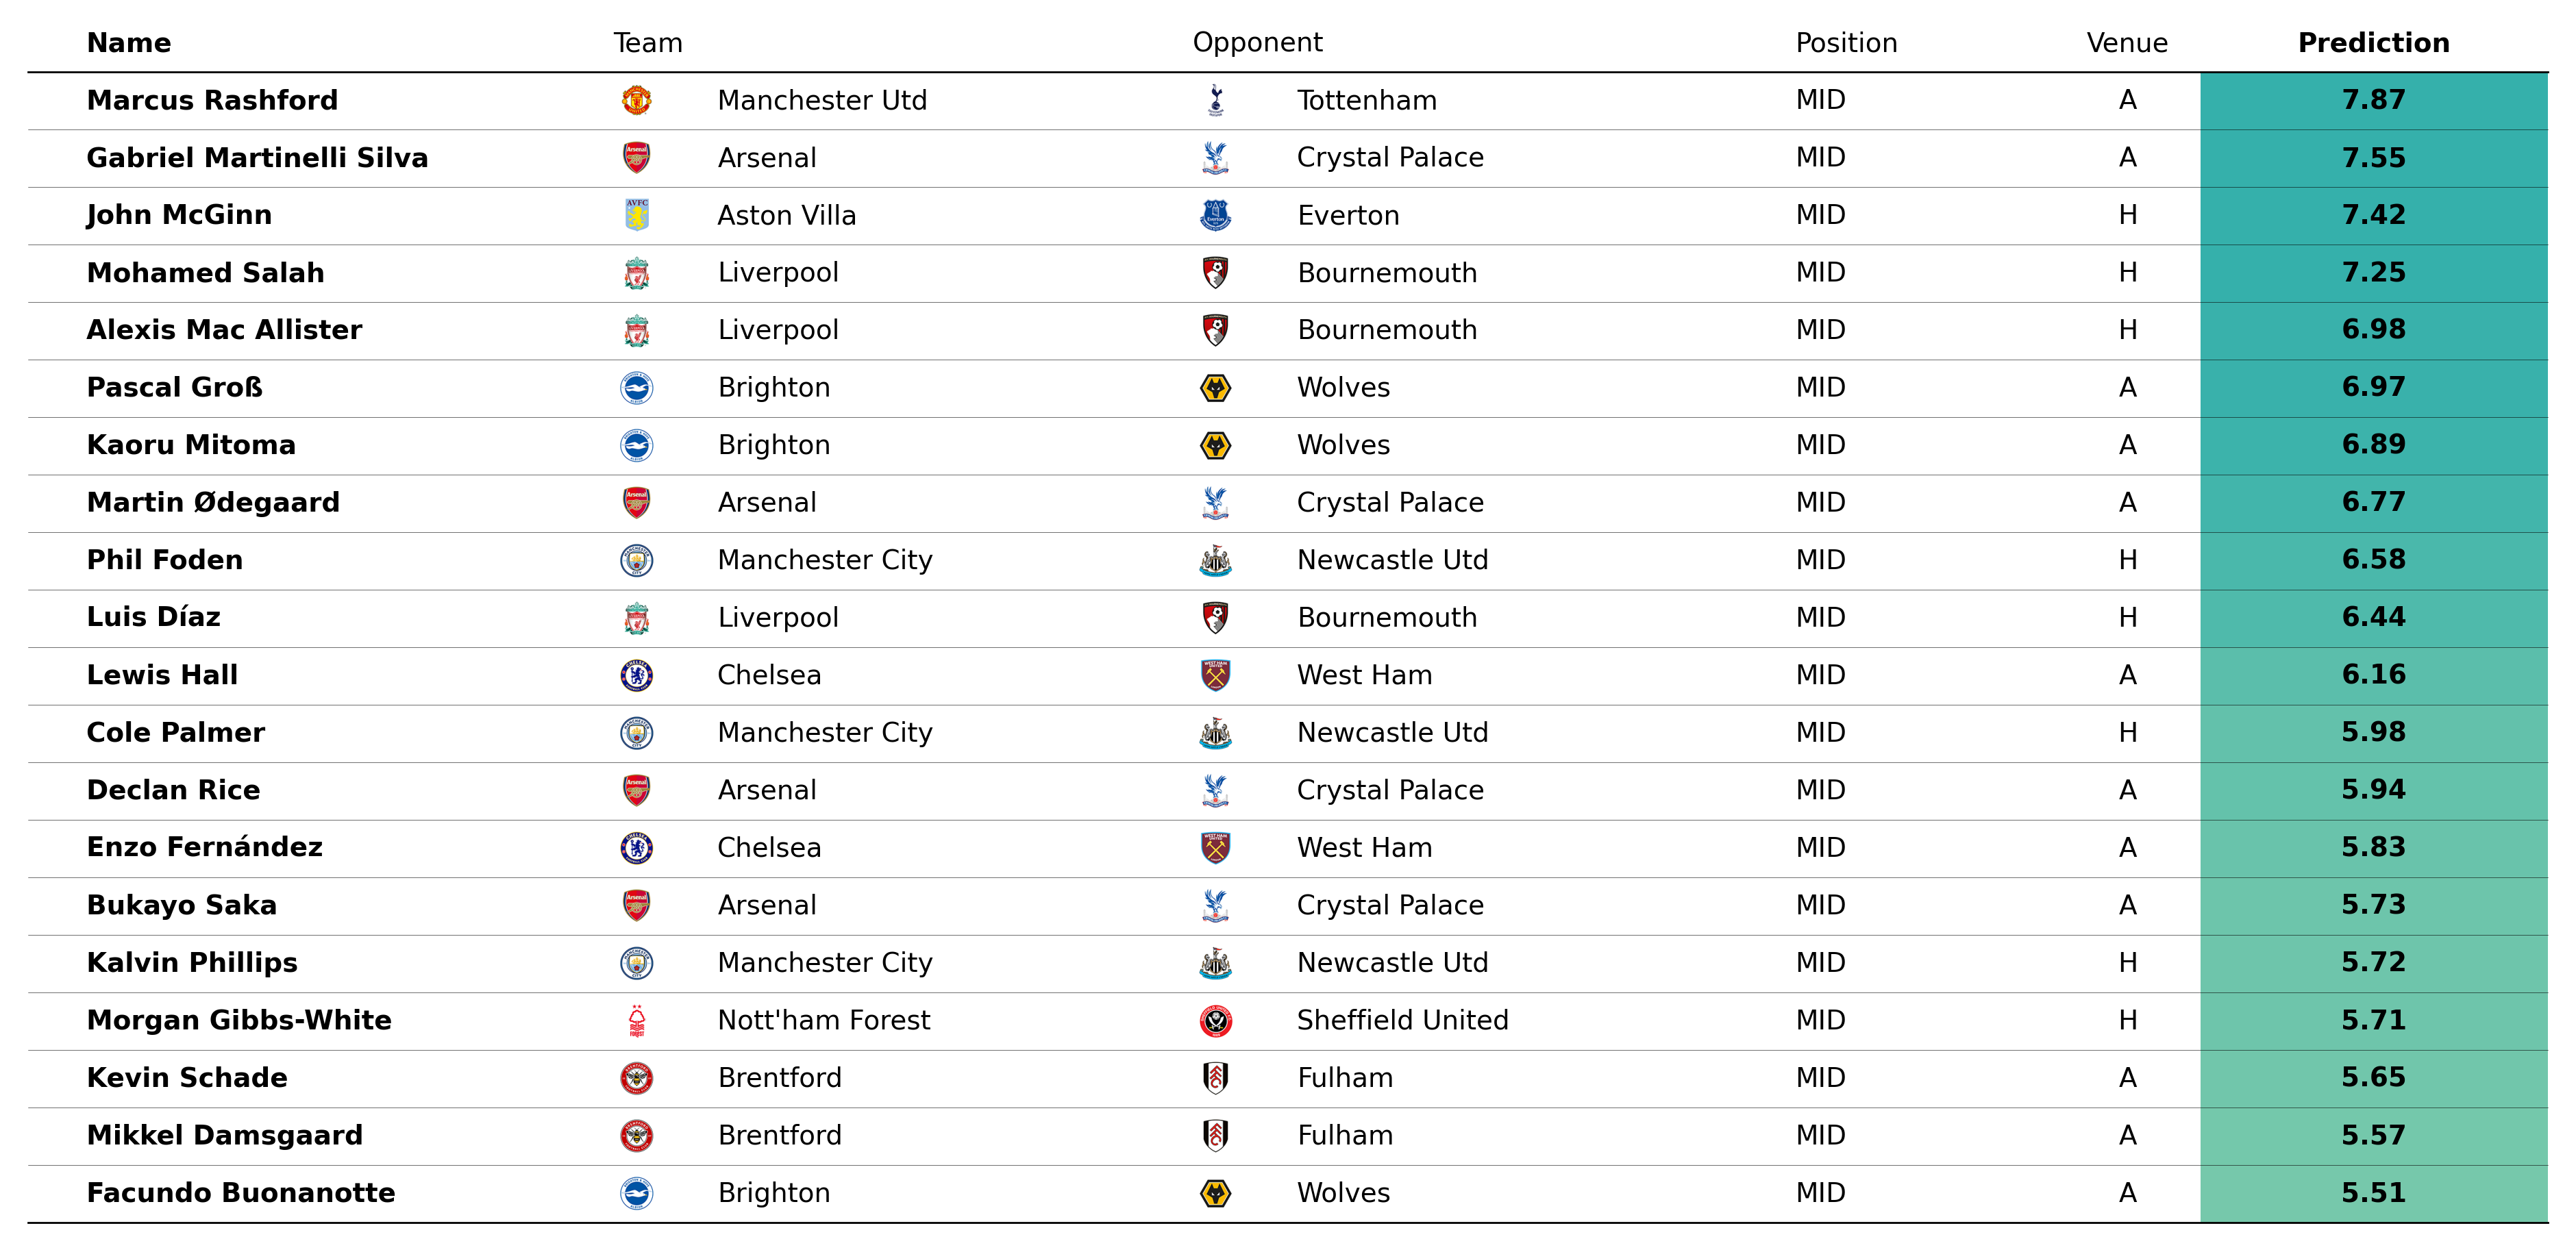 Name Team Opponent Position Venue Prediction
Marcus Rashford Manchester Utd Tottenham MID A 7.87
Gabriel Martinelli Silva Arsenal Crystal Palace MID A 7.55
John McGinn Aston Villa Everton MID H 7.42
Mohamed Salah Liverpool Bournemouth MID H 7.25
Alexis Mac Allister Liverpool Bournemouth MID H 6.98
Pascal Groß Brighton Wolves MID A 6.97
Kaoru Mitoma Brighton Wolves MID A 6.89
Martin Ødegaard Arsenal Crystal Palace MID A 6.77
Phil Foden Manchester City Newcastle Utd MID H 6.58
Luis Díaz Liverpool Bournemouth MID H 6.44
Lewis Hall Chelsea West Ham MID A 6.16
Cole Palmer Manchester City Newcastle Utd MID H 5.98
Declan Rice Arsenal Crystal Palace MID A 5.94
Enzo Fernández Chelsea West Ham MID A 5.83
Bukayo Saka Arsenal Crystal Palace MID A 5.73
Kalvin Phillips Manchester City Newcastle Utd MID H 5.72
Morgan Gibbs-White Nott'ham Forest Sheffield United MID H 5.71
Kevin Schade Brentford Fulham MID A 5.65
Mikkel Damsgaard Brentford Fulham MID A 5.57
Facundo Buonanotte Brighton Wolves MID A 5.51